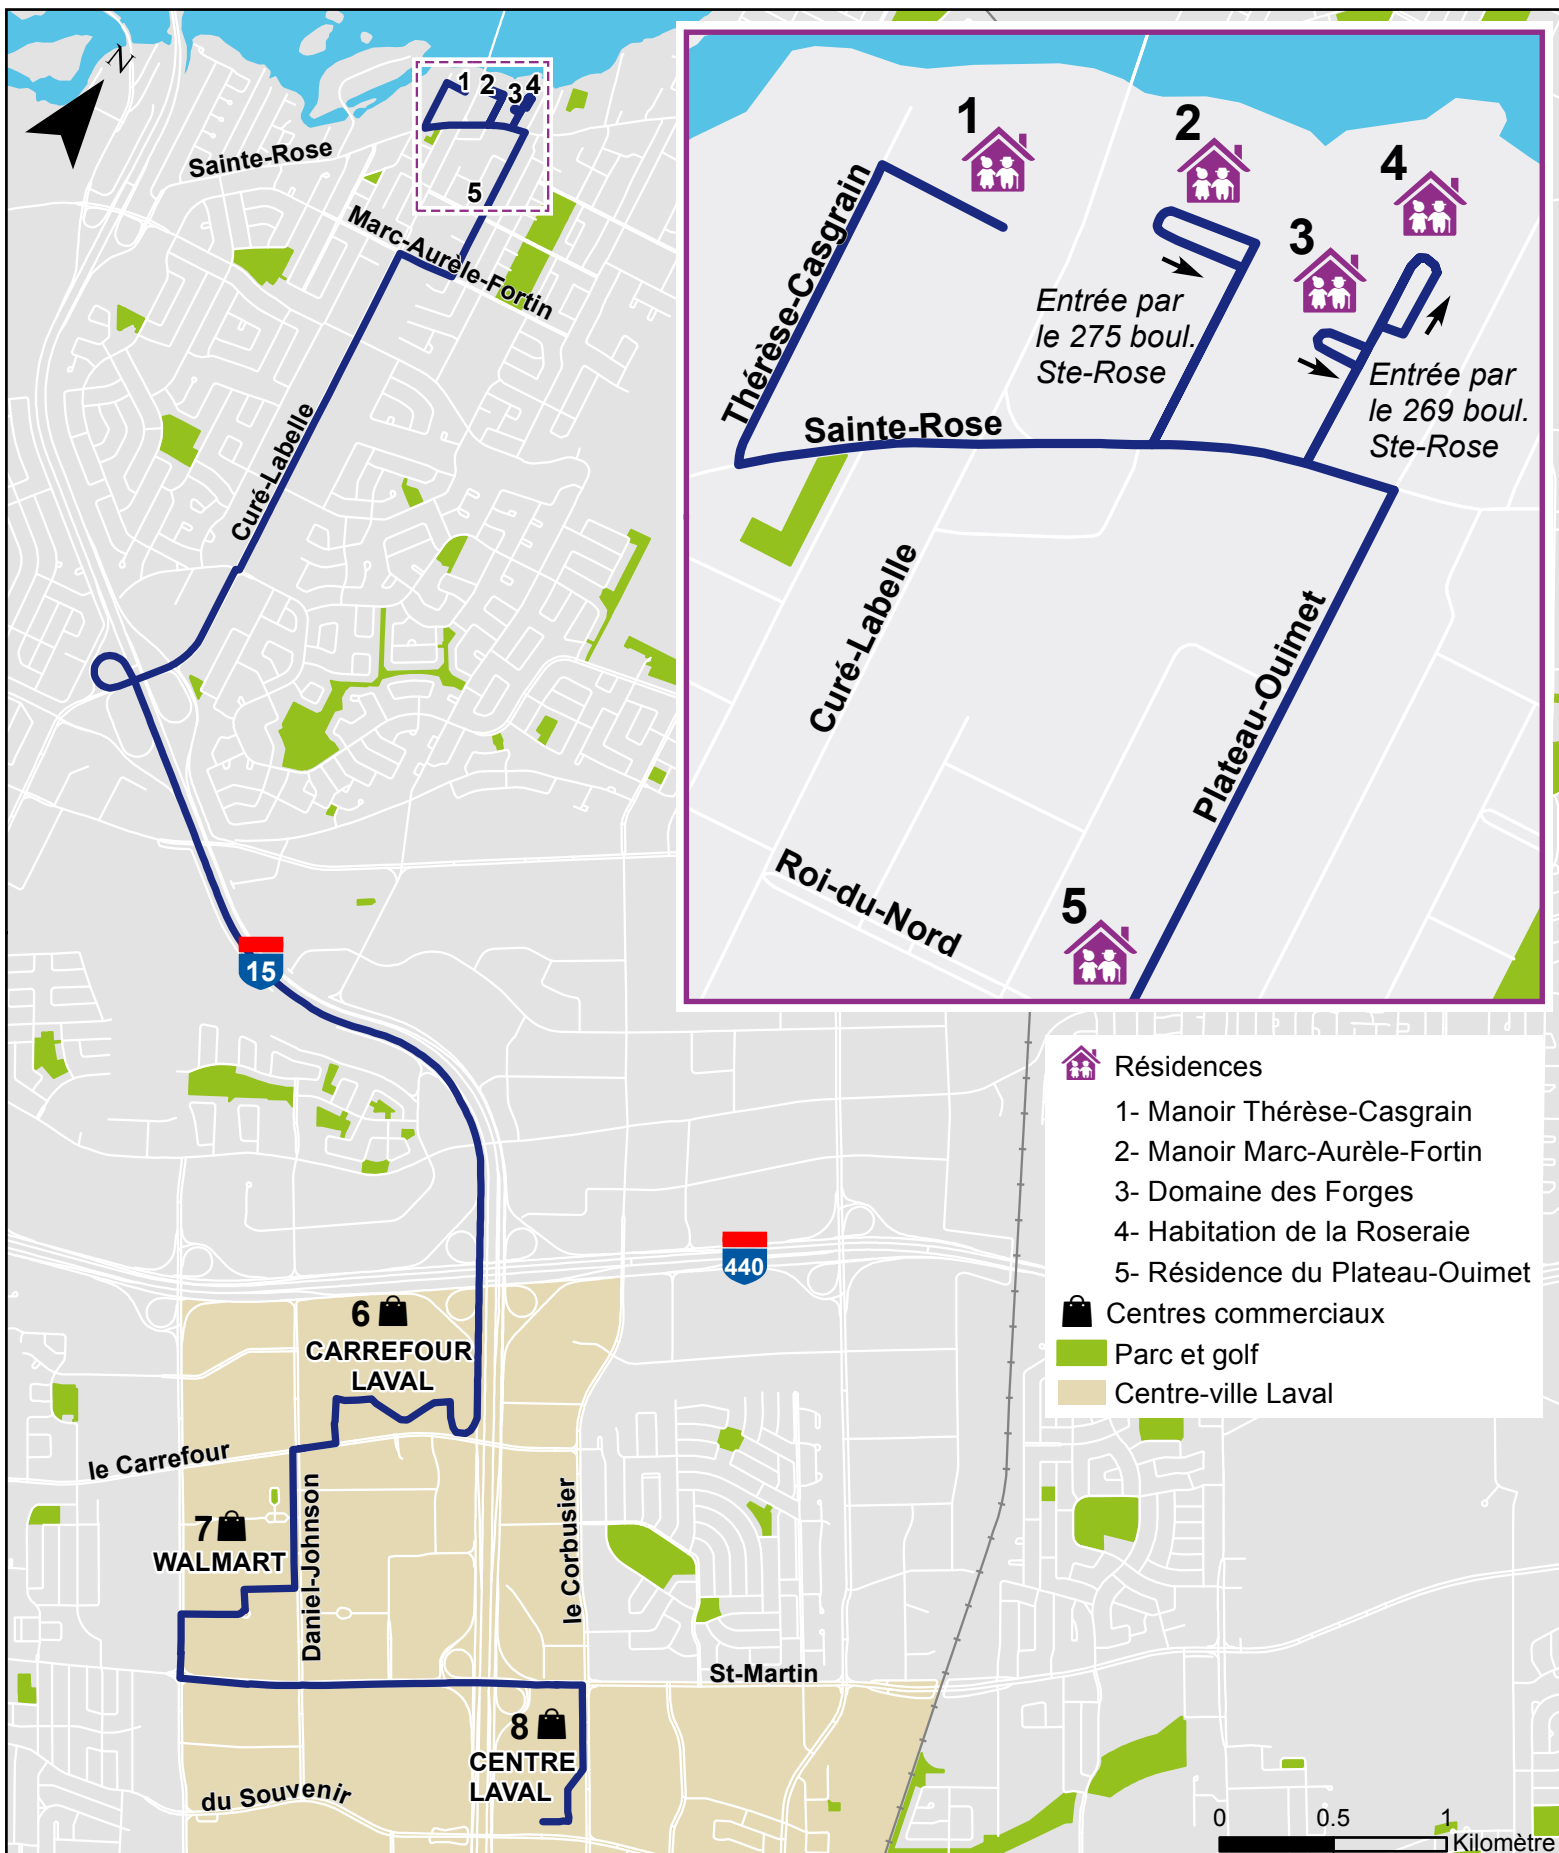 N
1
2
3
4
5
Sainte-Rose
Marc-Aurèle-Fortin
Curé-Labelle
15
1
2
3
4
5
Thérèse-Casgrain
Entrée par
le 275 boul.
Ste-Rose
Entrée par
le 269 boul.
Ste-Rose
Sainte-Rose
Curé-Labelle
Plateau-Ouimet
Roi-du-Nord
Résidences
1- Manoir Thérèse-Casgrain
2- Manoir Marc-Aurèle-Fortin
3- Domaine des Forges
4- Habitation de la Roseraie
5- Résidence du Plateau-Ouimet
Centres commerciaux
Parc et golf
Centre-ville Laval
440
6
CARREFOUR
LAVAL
le Carrefour
7
WALMART
Daniel-Johnson
le Corbusier
St-Martin
8
CENTRE
LAVAL
du Souvenir
0 0.5 1
Kilomètre